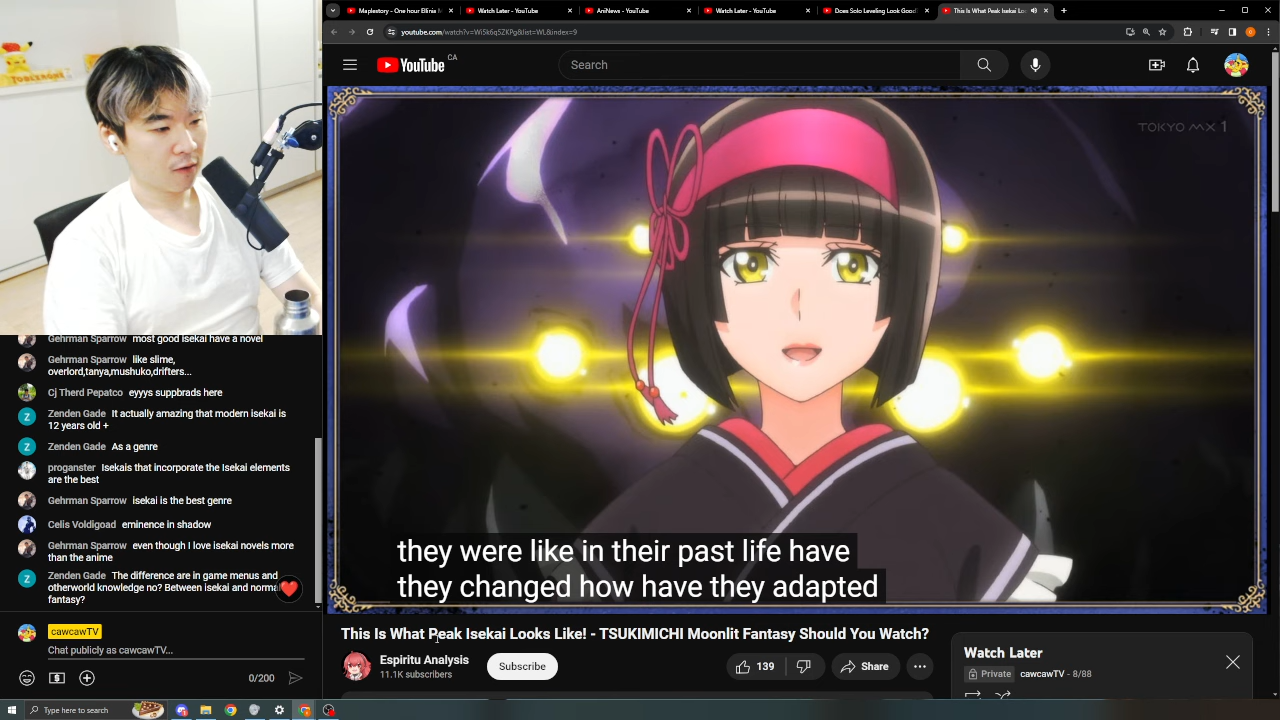 Maplestory - One hour Ellinia M
Watch Later - YouTube
AniNews - YouTube
Watch Later - YouTube
Does Solo Leveling Look Good
This Is What Peak Isekai Lo
youtube.com/watch?v=Wi5k6q5ZKPg&list=WL&index=9
YouTube CA
Search
TOKYO MX 1
they were like in their past life have
they changed how have they adapted
This Is What Peak Isekai Looks Like! - TSUKIMICHI Moonlit Fantasy Should You Watch?
Espiritu Analysis
11.1K subscribers
Subscribe
139
Share
Watch Later
Private cawcawTV - 8/88
Gehrman Sparrow most good isekai have a novel
Gehrman Sparrow like slime,
overlord,tanya,mushuko,drifters...
Cj Therd Pepatco eyyys suppbrads here
Z
Zenden Gade It actually amazing that modern isekai is
12 years old +
Z
Zenden Gade As a genre
proganster Isekais that incorporate the Isekai elements
are the best
Gehrman Sparrow isekai is the best genre
Celis Voldigoad eminence in shadow
Gehrman Sparrow even though I love isekai novels more
than the anime
Z
Zenden Gade The difference are in game menus and
otherworld knowledge no? Between isekai and norma
fantasy?
cawcawTV
Chat publicly as cawcawTV...
0/200
Type here to search